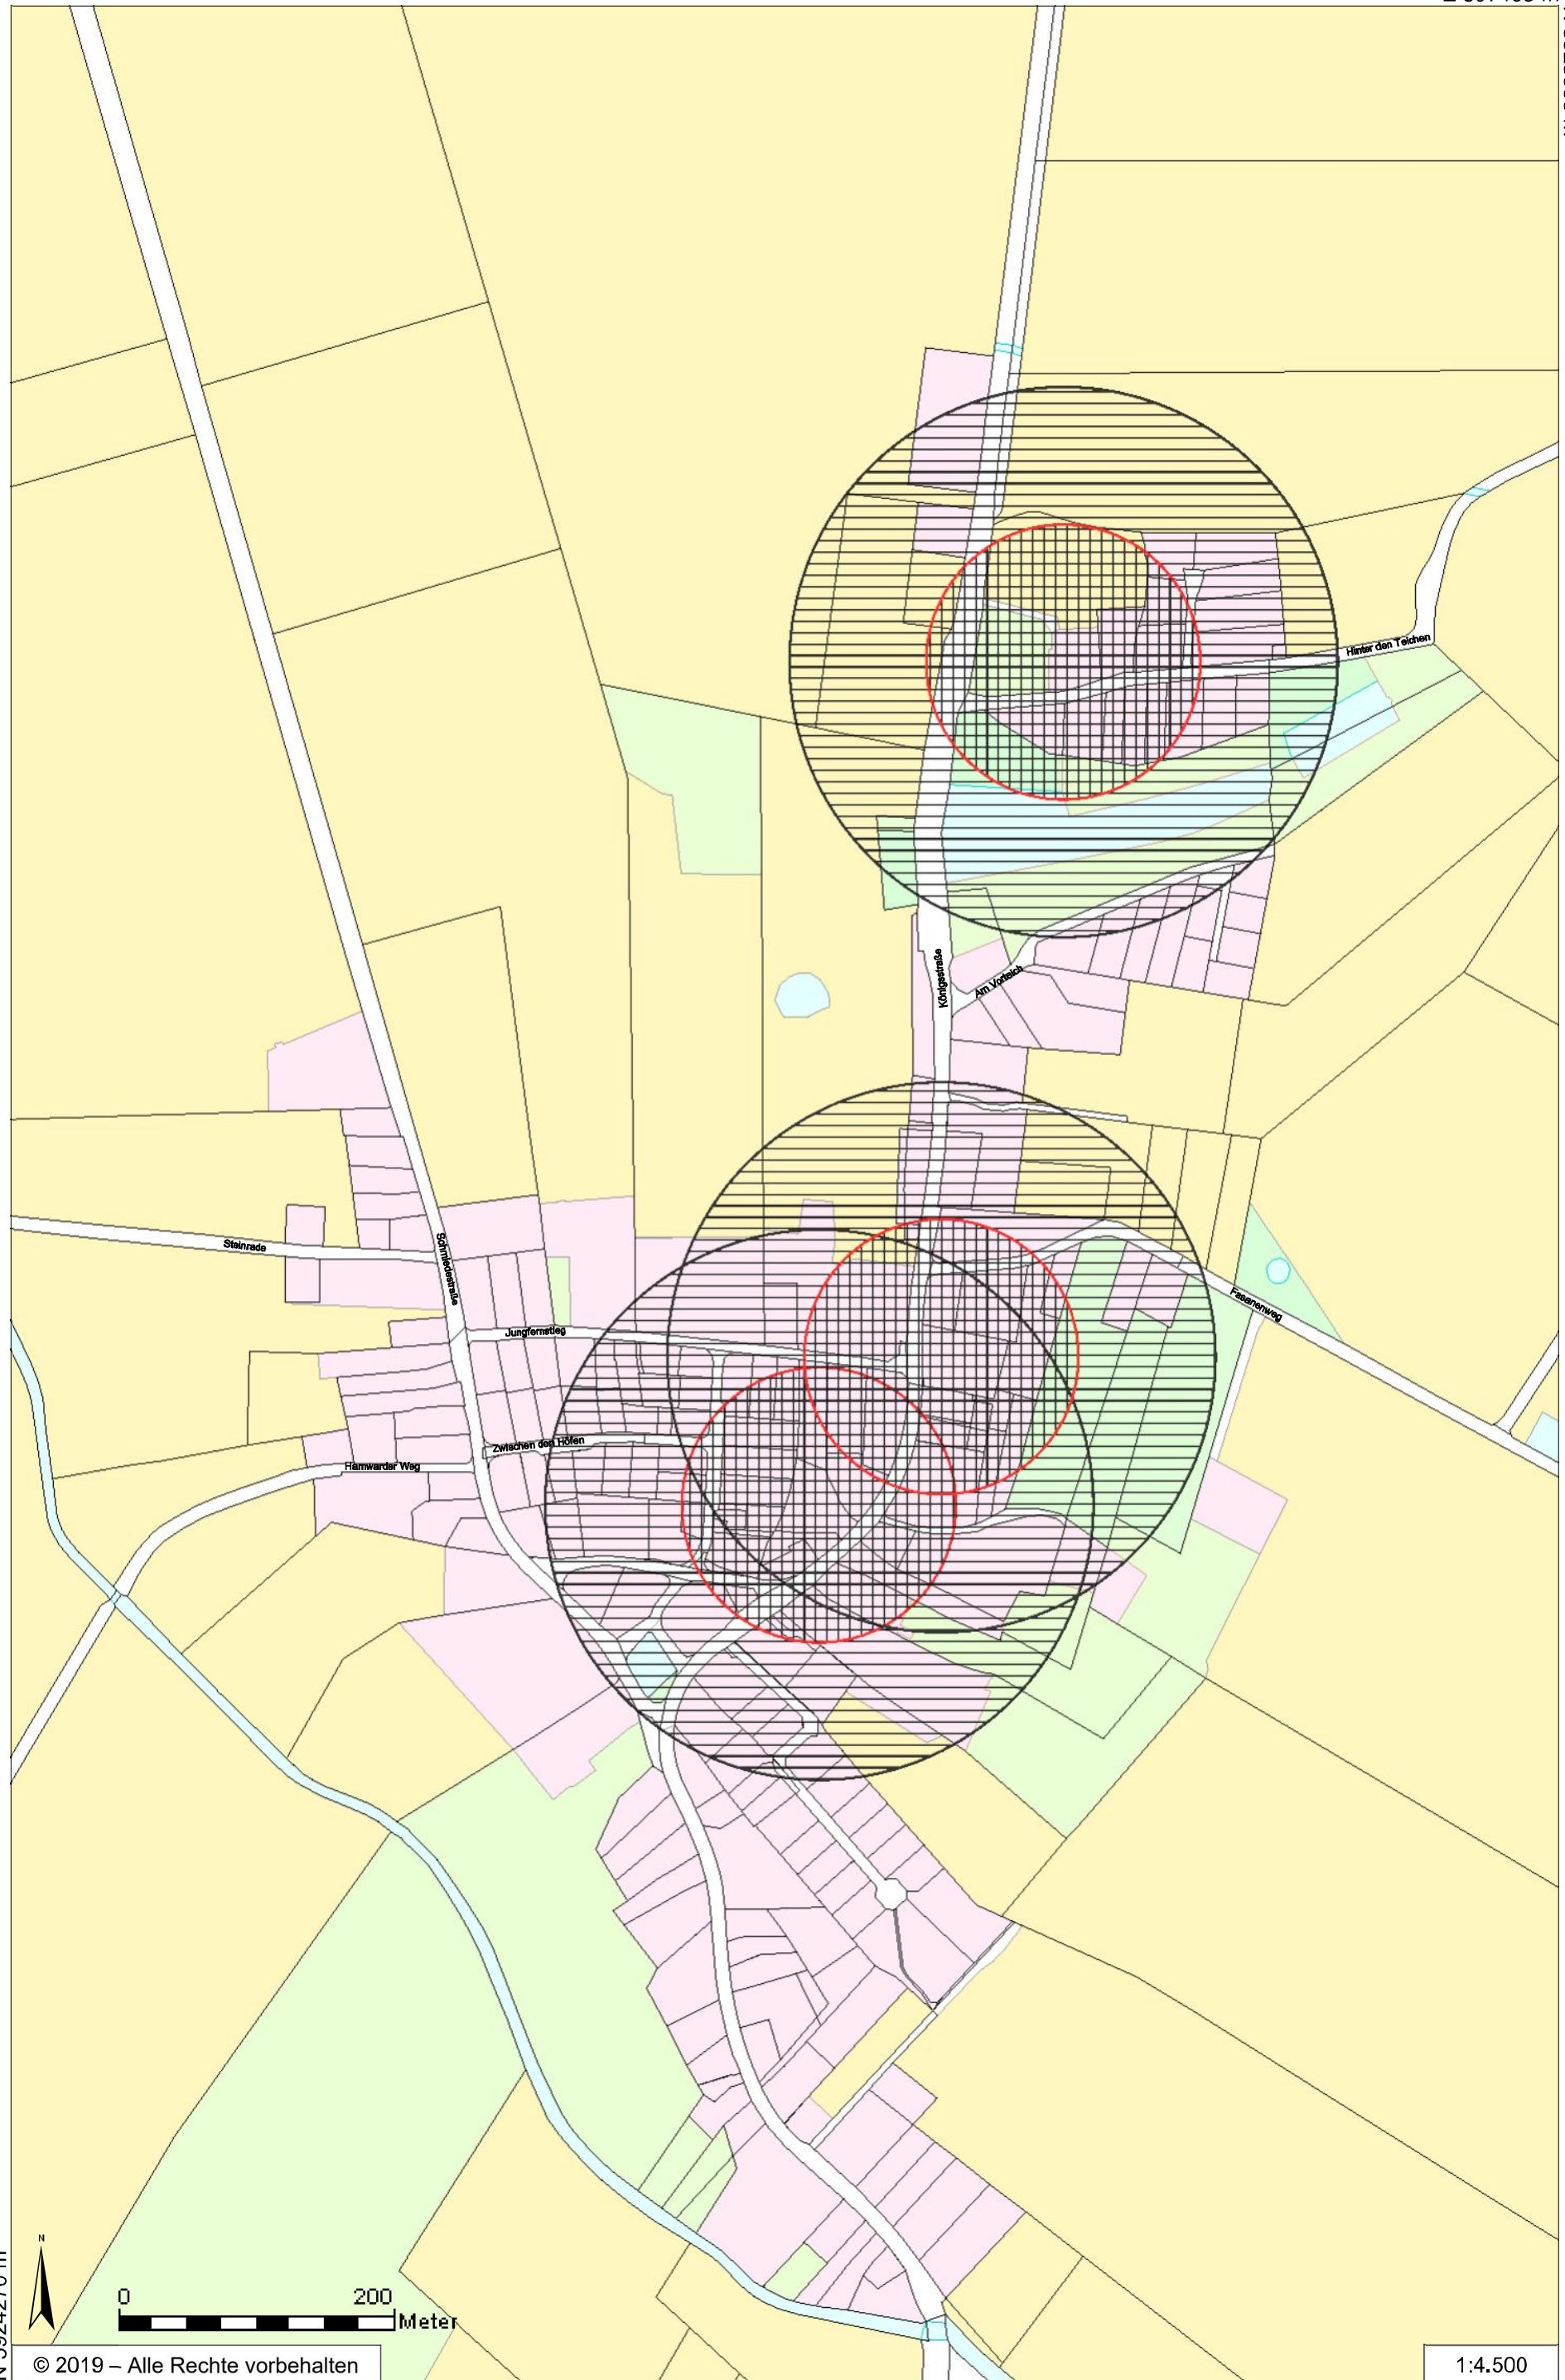 Hinter den Teichen
Königsstraße
Am Vorteich
Steinrade
Schmiedestraße
Fasanenweg
Jungfernstieg
Zwischen den Höfen
Hamwarder Weg
N
0 200
Meter
© 2019 – Alle Rechte vorbehalten
1:4.500